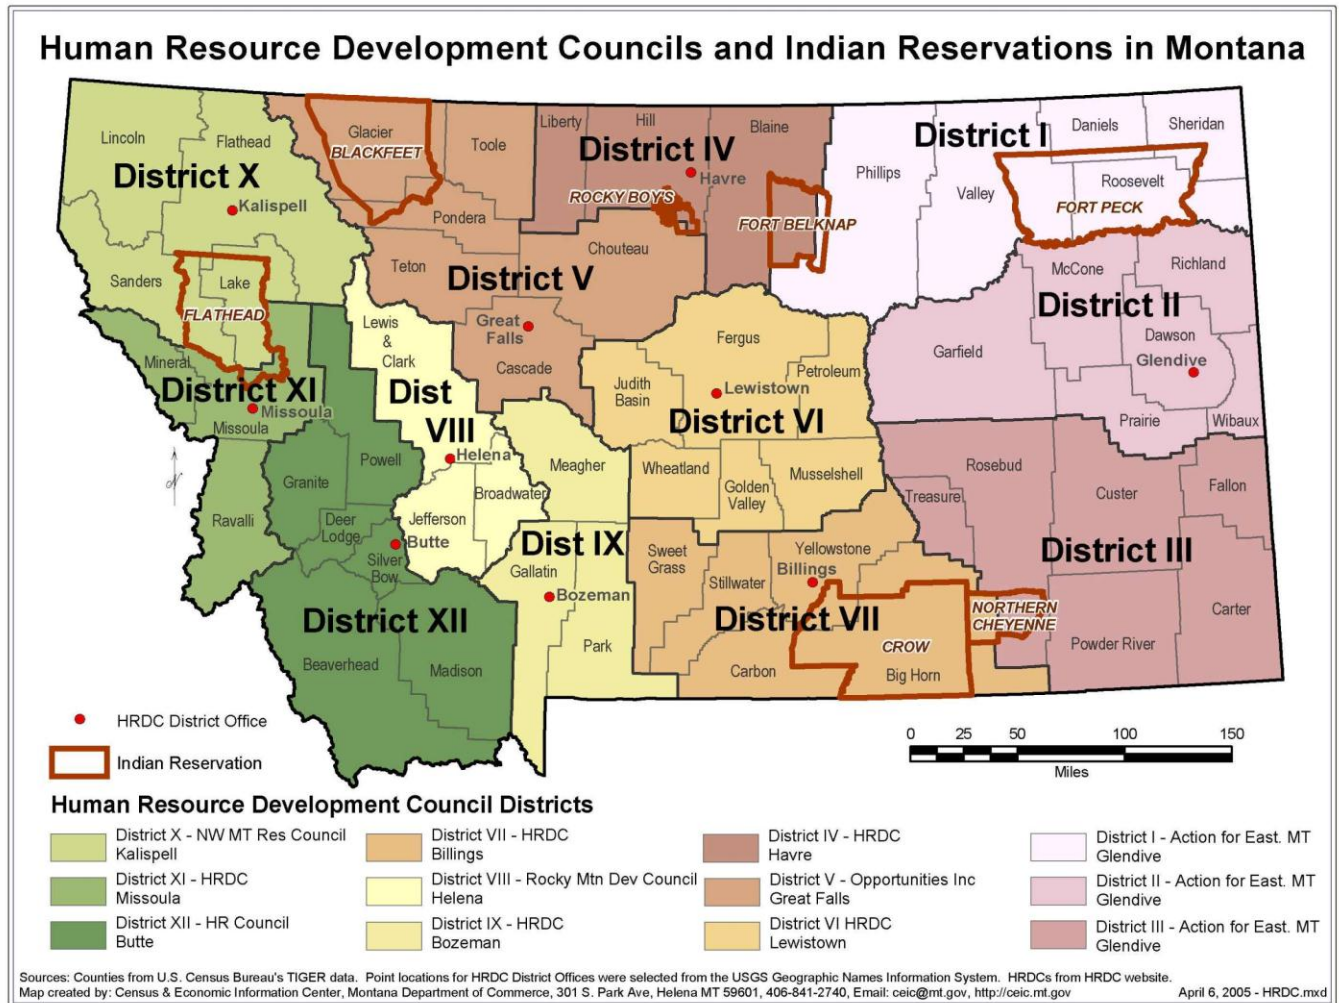 Human Resource Development Councils and Indian Reservations in Montana
Lincoln
Flathead
District X
Kalispell
Sanders
Lake
FLATHEAD
Glacier
BLACKFEET
Toole
Pondera
Teton
District V
Chouteau
Great
Falls
Cascade
Liberty
Hill
Blaine
District IV
Havre
ROCKY BOY'S
FORT BELKNAP
Phillips
District I
Daniels
Sheridan
Valley
Roosevelt
FORT PECK
McCone
Richland
District II
Dawson
Glendive
Garfield
Prairie
Wibaux
Mineral
District XI
Missoula
Missoula
Ravalli
Lewis
&
Clark
Dist
VIII
Helena
Broadwater
Jefferson
Powell
Granite
Deer
Lodge
Butte
Silver
Bow
District XII
Beaverhead
Madison
Meagher
Dist IX
Gallatin
Bozeman
Park
Fergus
Petroleum
Judith
Basin
Lewistown
District VI
Wheatland
Golden
Valley
Musselshell
Sweet
Grass
Stillwater
Yellowstone
Billings
District VII
Carbon
CROW
Big Horn
NORTHERN
CHEYENNE
Rosebud
Treasure
Custer
Fallon
District III
Powder River
Carter
N
HRDC District Office
Indian Reservation
0 25 50 100 150
Miles
Human Resource Development Council Districts
District X - NW MT Res Council
Kalispell
District XI - HRDC
Missoula
District XII - HR Council
Butte
District VII - HRDC
Billings
District VIII - Rocky Mtn Dev Council
Helena
District IX - HRDC
Bozeman
District IV - HRDC
Havre
District V - Opportunities Inc
Great Falls
District VI HRDC
Lewistown
District I - Action for East. MT
Glendive
District II - Action for East. MT
Glendive
District III - Action for East. MT
Glendive
Sources: Counties from U.S. Census Bureau's TIGER data. Point locations for HRDC District Offices were selected from the USGS Geographic Names Information System. HRDCs from HRDC website.
Map created by: Census & Economic Information Center, Montana Department of Commerce, 301 S. Park Ave, Helena MT 59601, 406-841-2740, Email: ceic@mt.gov, http://ceic.mt.gov
April 6, 2005 - HRDC.mxd